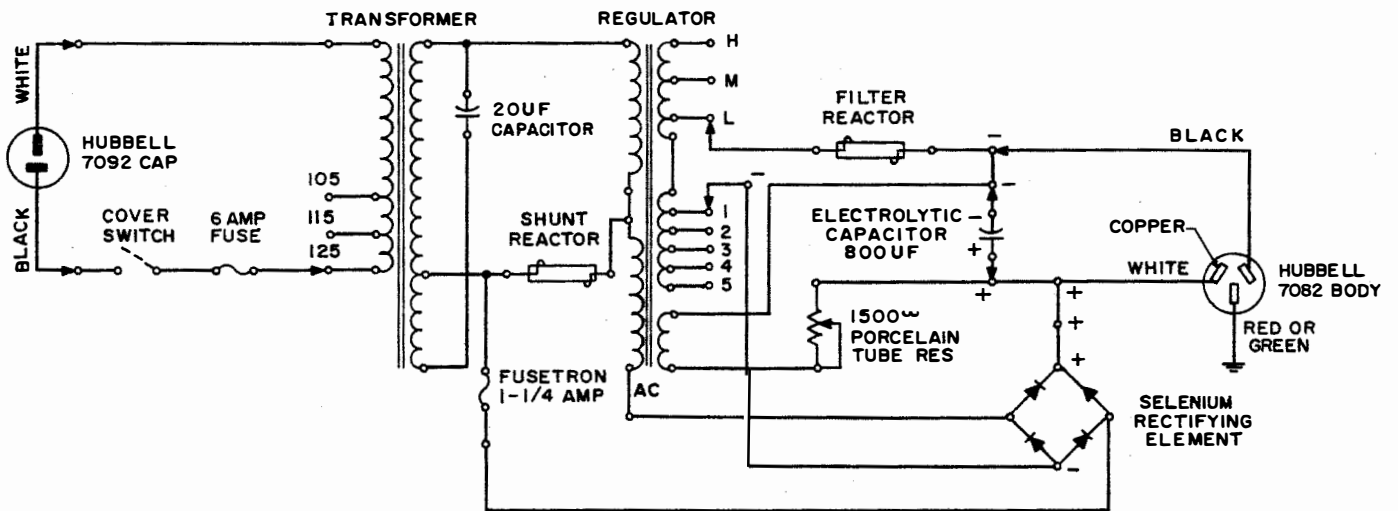 TRANSFORMER
REGULATOR
WHITE
HUBBELL
7092 CAP
BLACK
COVER
SWITCH
6 AMP
FUSE
105
115
125
20UF
CAPACITOR
SHUNT
REACTOR
FUSETRON
1-1/4 AMP
AC
H
M
L
-
1
2
3
4
5
FILTER
REACTOR
-
-
BLACK
ELECTROLYTIC -
CAPACITOR
800UF +
+
1500ω
PORCELAIN
TUBE RES
+
+
+
-
COPPER
WHITE
HUBBELL
7082 BODY
RED OR
GREEN
SELENIUM
RECTIFYING
ELEMENT